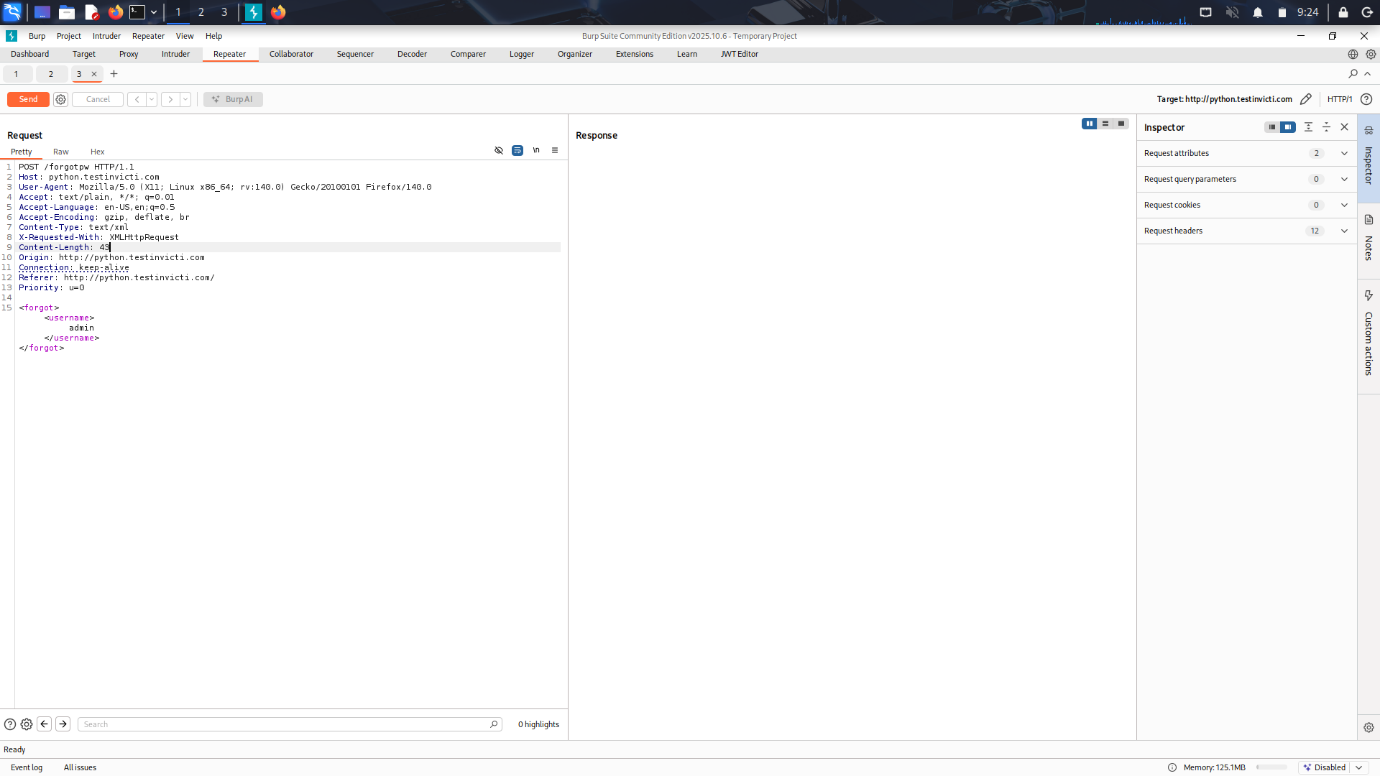 1 2 3 9:24
Burp Project Intruder Repeater View Help Burp Suite Community Edition v2025.10.6 - Temporary Project
Dashboard Target Proxy Intruder Repeater Collaborator Sequencer Decoder Comparer Logger Organizer Extensions Learn JWT Editor
1 2 3 × +
Send Cancel < > Burp AI Target: http://python.testinvicti.com HTTP/1
Request
Pretty Raw Hex \n
1 POST /forgotpw HTTP/1.1
2 Host: python.testinvicti.com
3 User-Agent: Mozilla/5.0 (X11; Linux x86_64; rv:140.0) Gecko/20100101 Firefox/140.0
4 Accept: text/plain, */*; q=0.01
5 Accept-Language: en-US,en;q=0.5
6 Accept-Encoding: gzip, deflate, br
7 Content-Type: text/xml
8 X-Requested-With: XMLHttpRequest
9 Content-Length: 43
10 Origin: http://python.testinvicti.com
11 Connection: keep-alive
12 Referer: http://python.testinvicti.com/
13 Priority: u=0
14
15 <forgot>
<username>
admin
</username>
</forgot>
Search 0 highlights
Response
Inspector
Request attributes 2
Request query parameters 0
Request cookies 0
Request headers 12
Inspector
Notes
Custom actions
Ready
Event log All issues Memory: 125.1MB Disabled